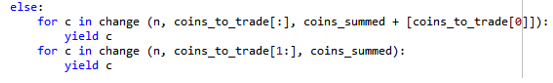 else:
for c in change (n, coins_to_trade[:], coins_summed + [coins_to_trade[0]]):
yield c
for c in change (n, coins_to_trade[1:], coins_summed):
yield c